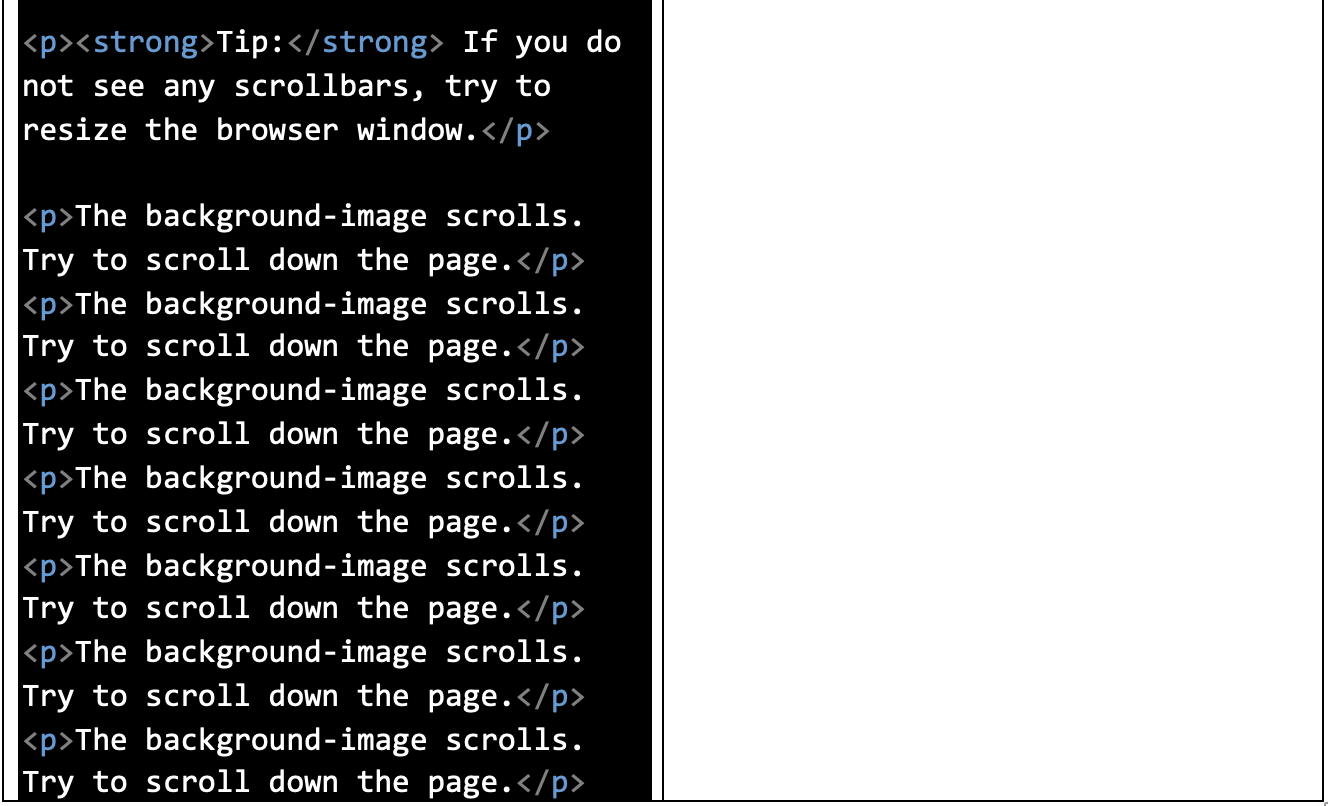 <p><strong>Tip:</strong> If you do
not see any scrollbars, try to
resize the browser window.</p>
<p>The background-image scrolls.
Try to scroll down the page.</p>
<p>The background-image scrolls.
Try to scroll down the page.</p>
<p>The background-image scrolls.
Try to scroll down the page.</p>
<p>The background-image scrolls.
Try to scroll down the page.</p>
<p>The background-image scrolls.
Try to scroll down the page.</p>
<p>The background-image scrolls.
Try to scroll down the page.</p>
<p>The background-image scrolls.
Try to scroll down the page.</p>